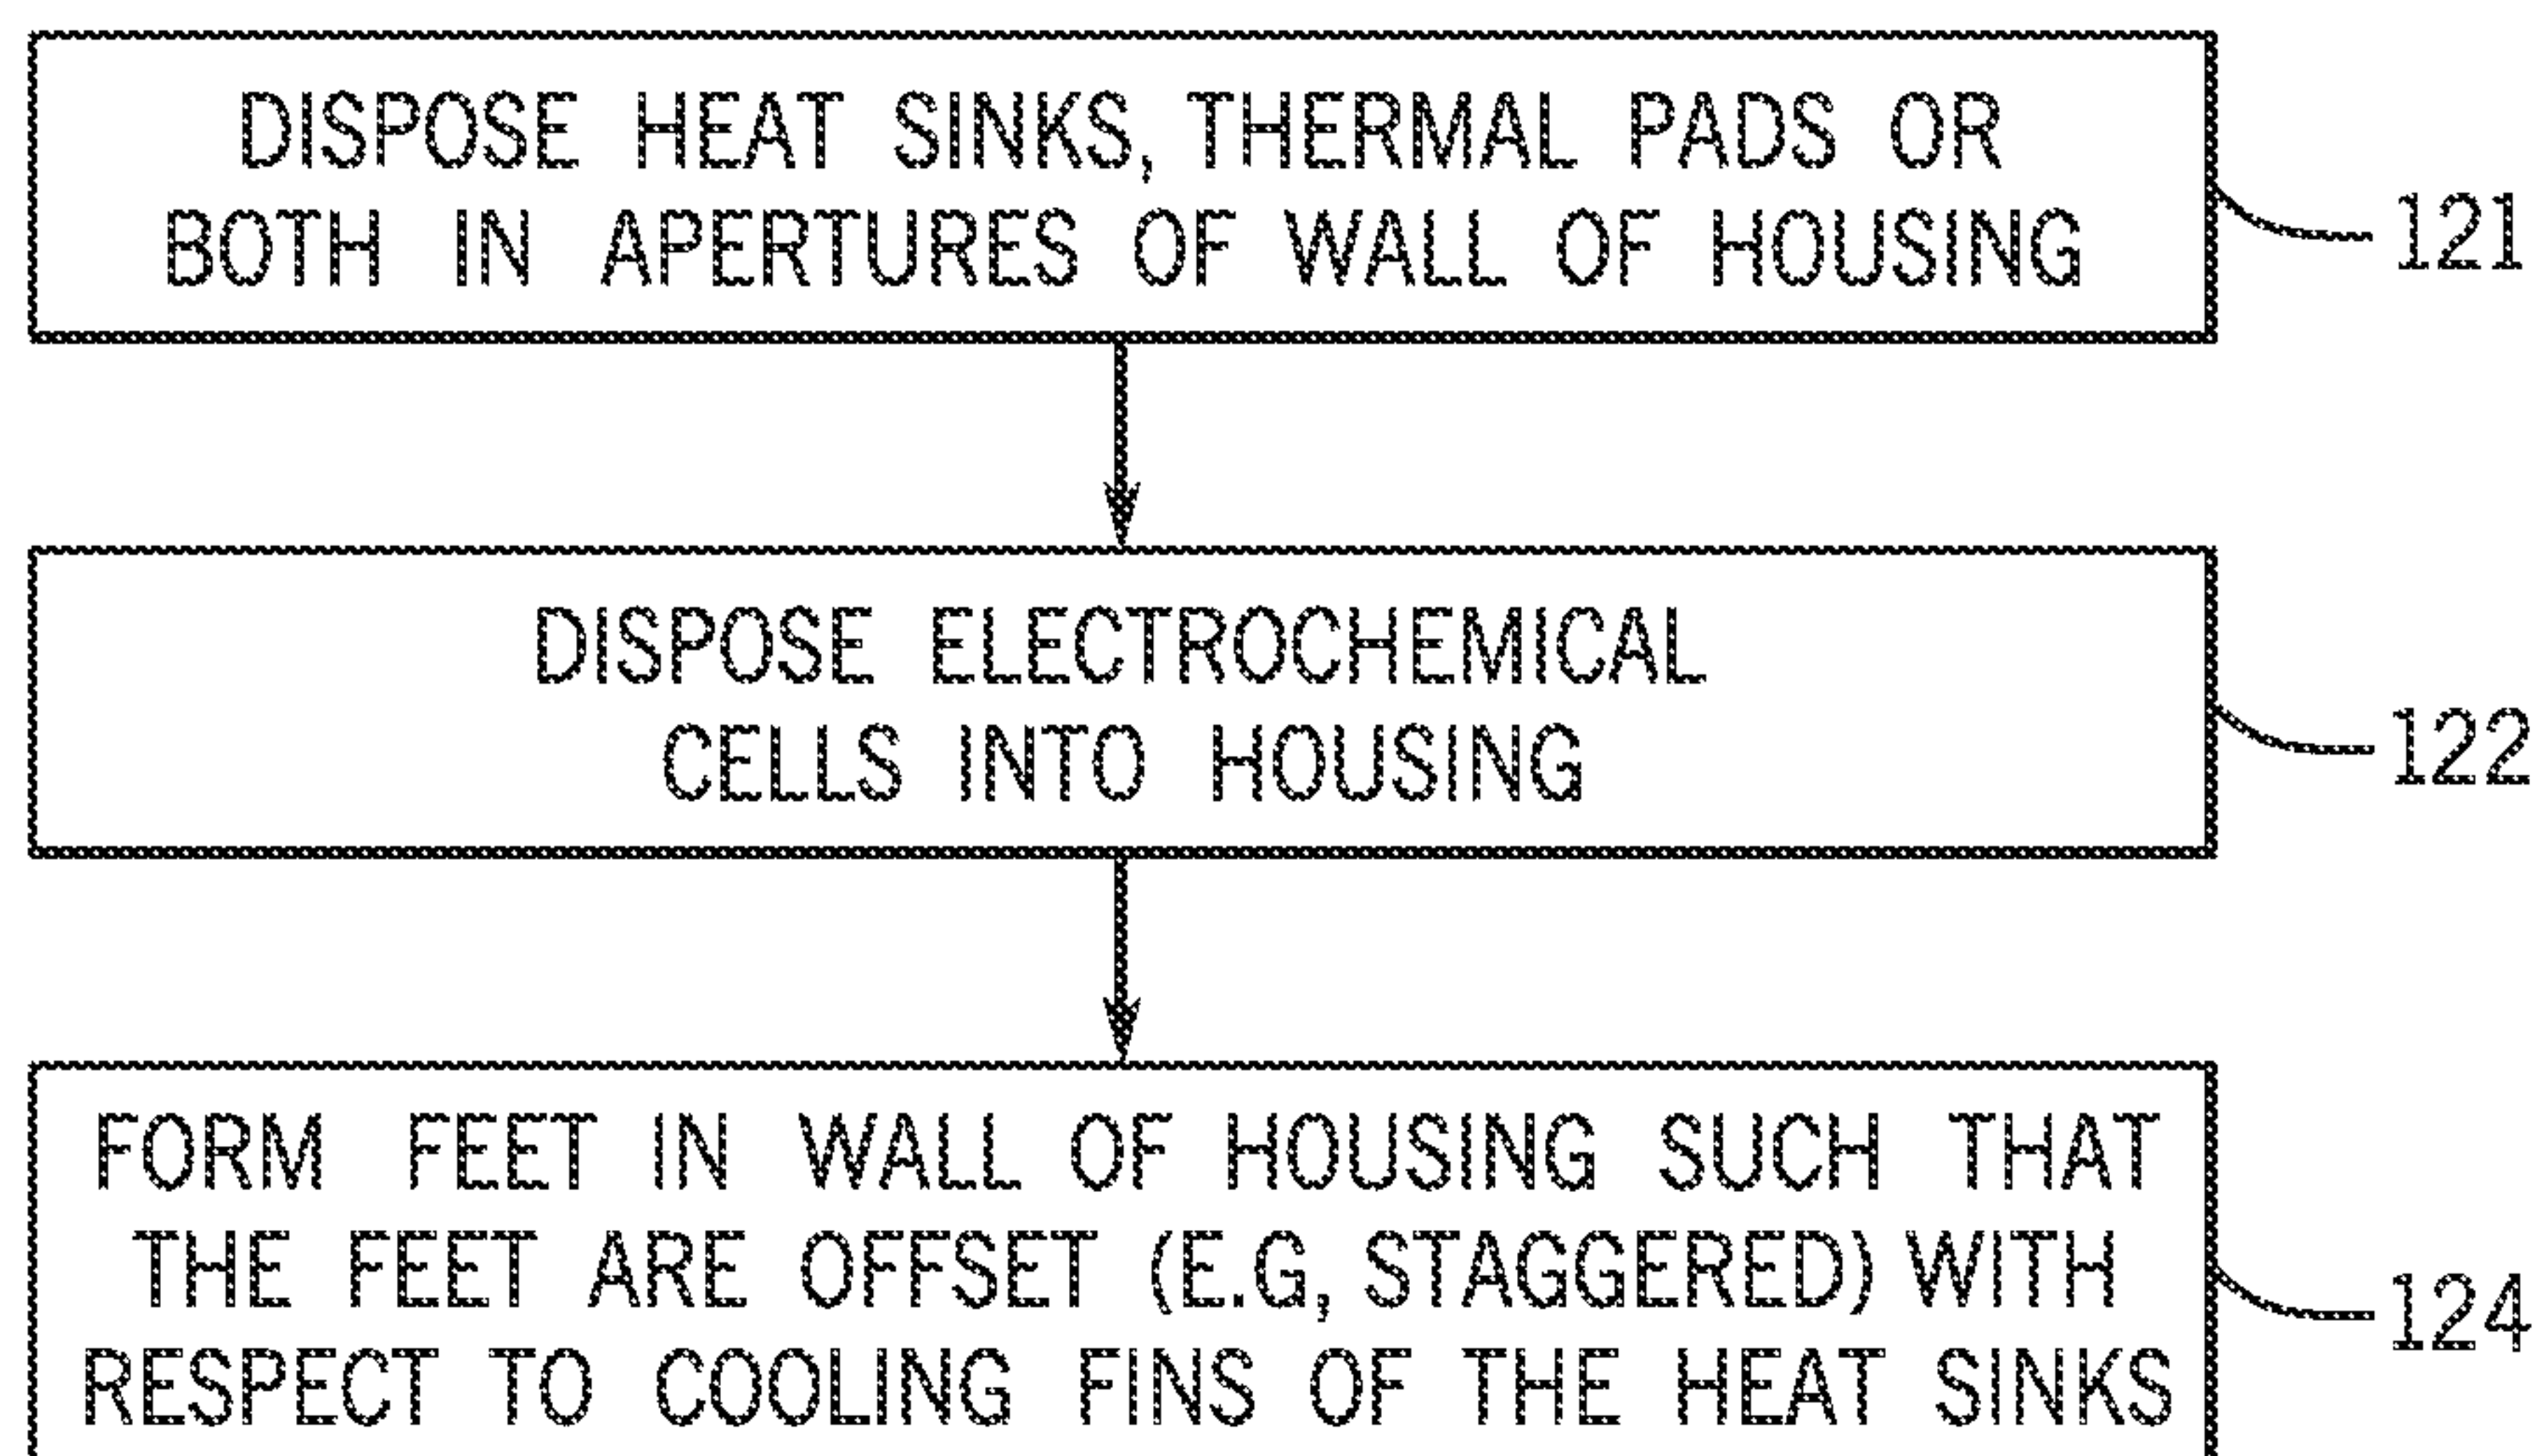 DISPOSE HEAT SINKS, THERMAL PADS OR
BOTH IN APERTURES OF WALL OF HOUSING
121
DISPOSE ELECTROCHEMICAL
CELLS INTO HOUSING
122
FORM FEET IN WALL OF HOUSING SUCH THAT
THE FEET ARE OFFSET (E.G, STAGGERED) WITH
RESPECT TO COOLING FINS OF THE HEAT SINKS
124